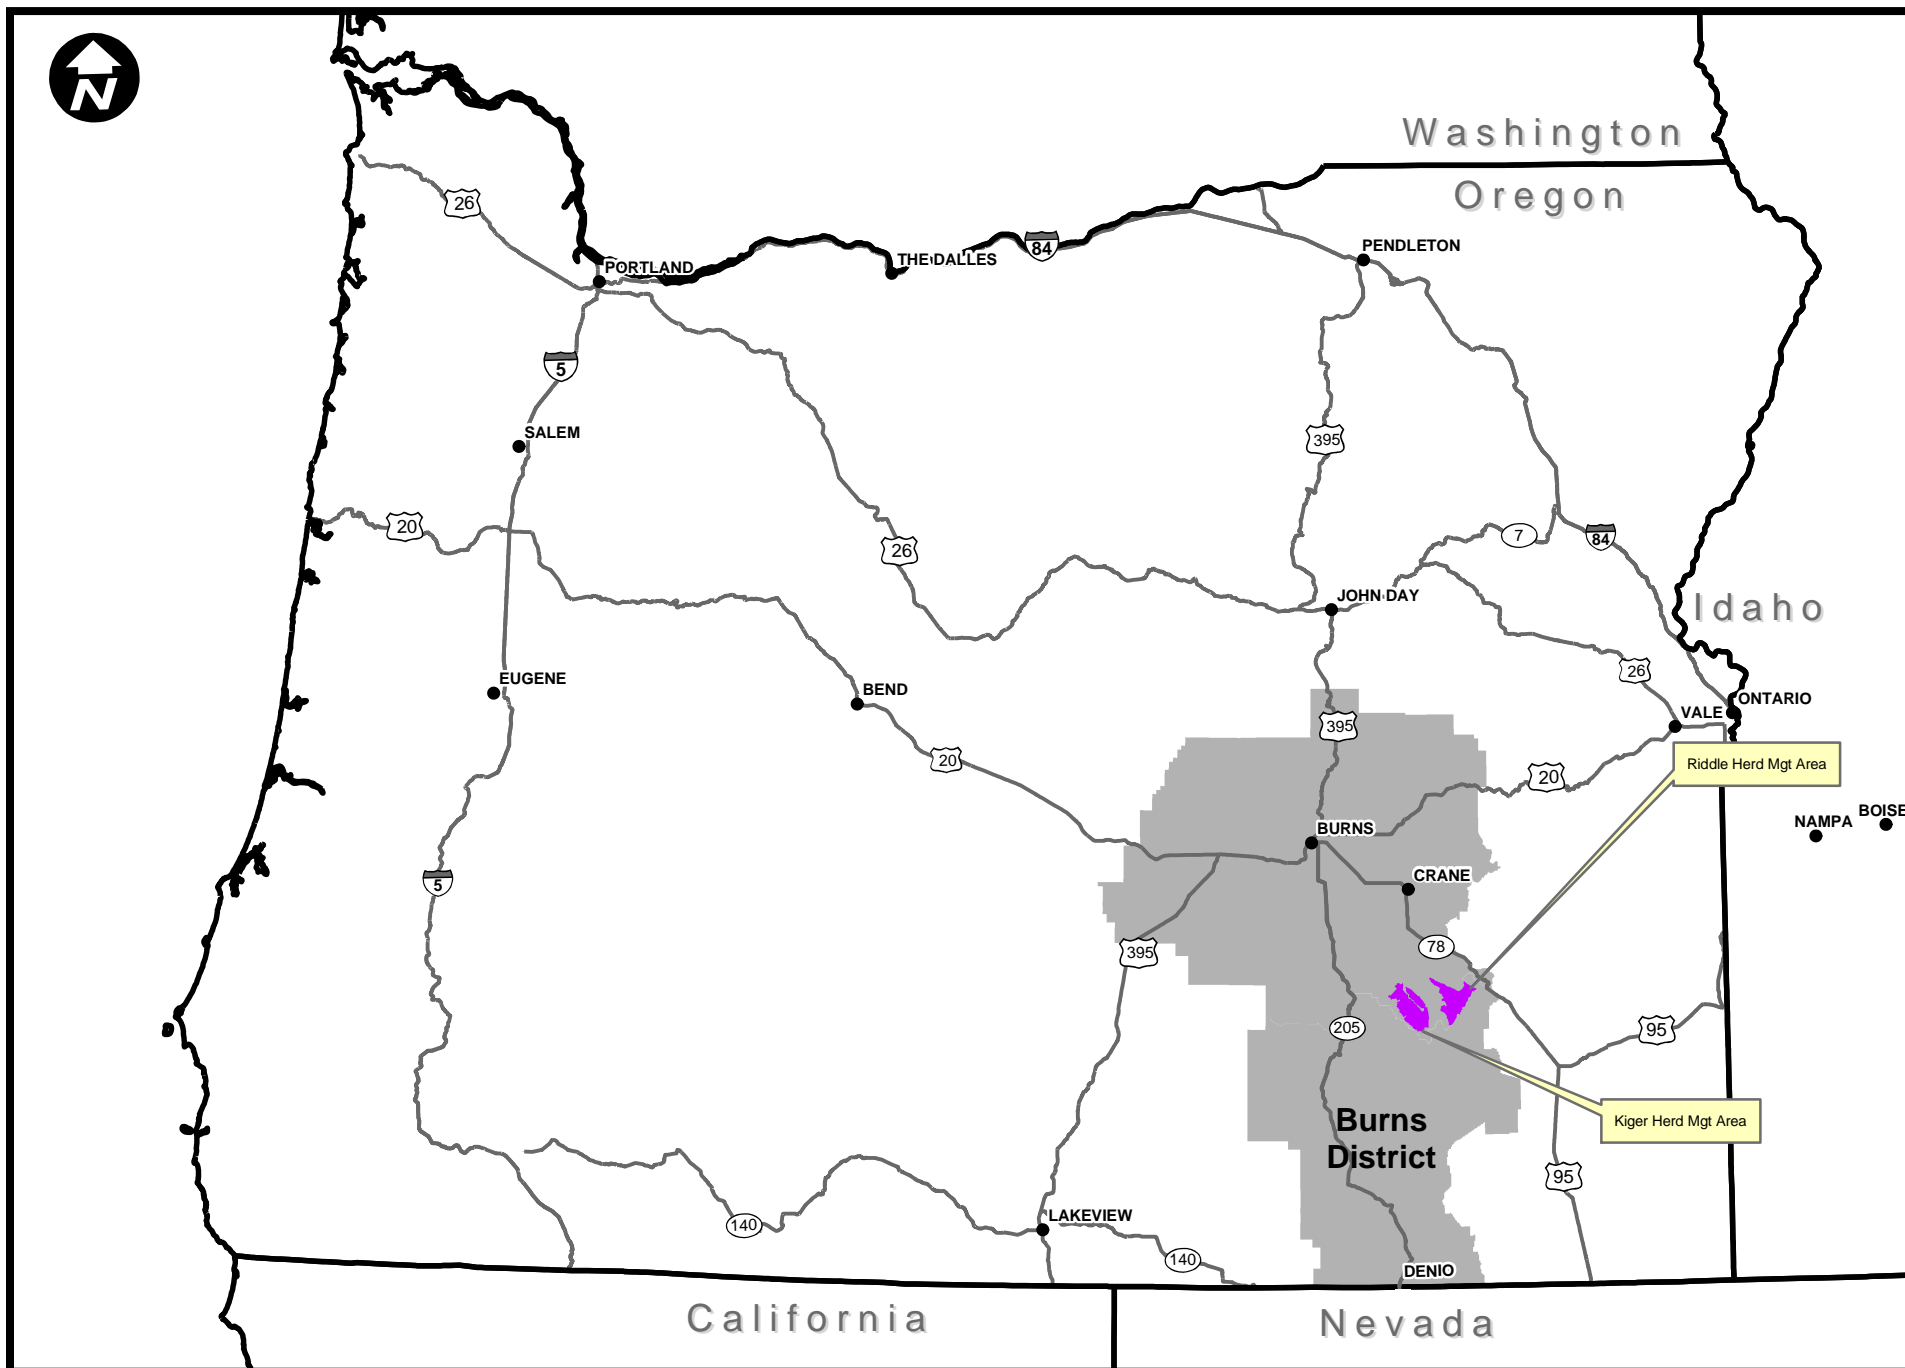 N
Washington
Oregon
26
PORTLAND
THE DALLES
84
PENDLETON
5
SALEM
395
20
26
7
84
JOHN DAY
Idaho
EUGENE
BEND
26
ONTARIO
VALE
395
20
20
Riddle Herd Mgt Area
BURNS
NAMPA
BOISE
5
CRANE
395
78
205
95
Burns
District
Kiger Herd Mgt Area
95
140
LAKEVIEW
140
DENIO
California
Nevada